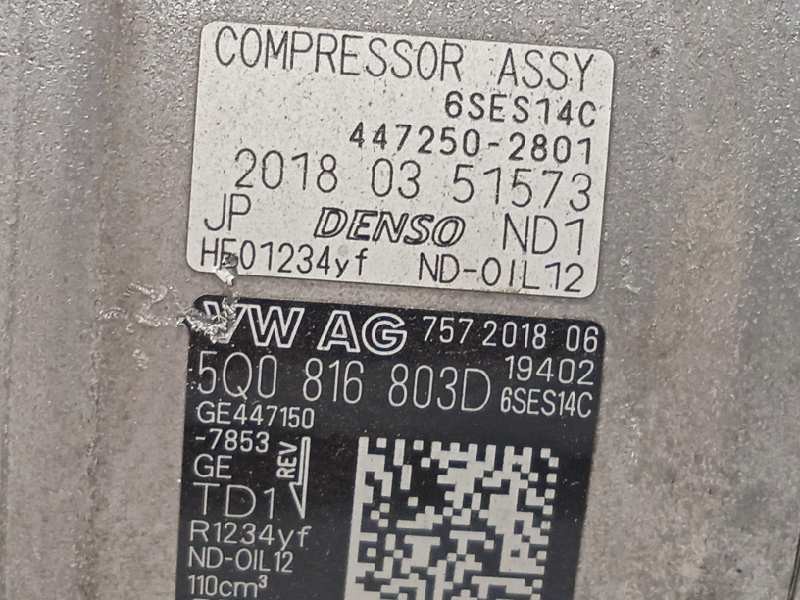 COMPRESSOR ASSY
6SES14C
447250-2801
2018 03 51573
JP DENSO ND1
HFO1234yf ND-OIL12
VW AG 757 2018 06
5Q0 816 803D 19402
6SES14C
GE447150
-7853
GE REV
TD1
R1234yf
ND-OIL12
110cm³